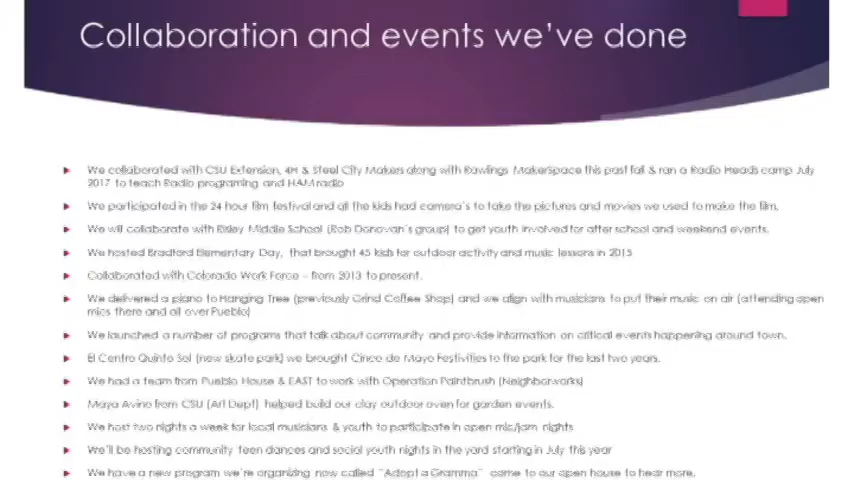 Collaboration and events we've done
We collaborated with CSU Extension, 4H & Steel City Makers along with Rawlings MakerSpace this past fall & ran a Radio Heads camp July
2017 to teach Radio programing and HAM radio
We participated in the 24 hour film festival and all the kids had camera's to take the pictures and movies we used to make the film.
We will collaborate with Risley Middle School (Rob Donovan's group) to get youth involved for after school and weekend events.
We hosted Bradford Elementary Day, that brought 45 kids for outdoor activity and music lessons in 2015
Collaborated with Colorado Work Force – from 2013 to present.
We delivered a piano to Hanging Tree (previously Grind Coffee Shop) and we align with musicians to put their music on air (attending open
mics there and all over Pueblo)
We launched a number of programs that talk about community and provide information on critical events happening around town.
El Centro Quinto Sol (new skate park) we brought Cinco de Mayo Festivities to the park for the last two years.
We had a team from Pueblo House & EAST to work with Operation Paintbrush (Neighborworks)
Maya Avino from CSU (Art Dept) helped build our clay outdoor oven for garden events.
We host two nights a week for local musicians & youth to participate in open mic/jam nights
We'll be hosting community teen dances and social youth nights in the yard starting in July this year
We have a new program we're organizing now called "Adopt a Gramma" come to our open house to hear more.